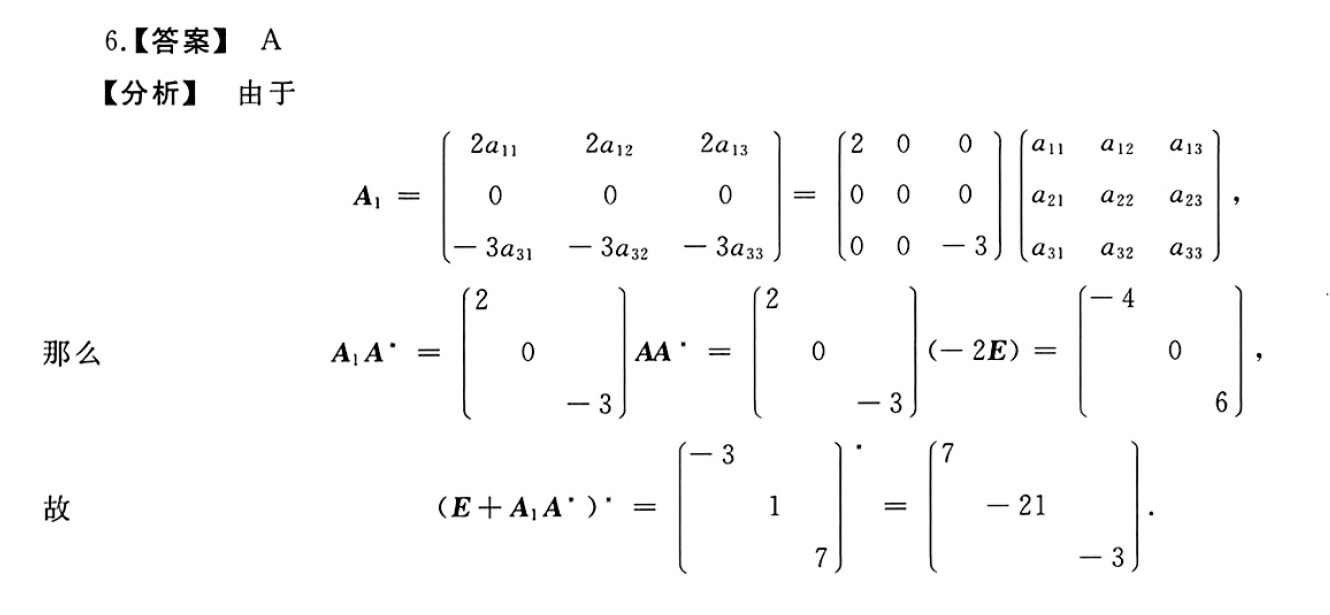 6.【答案】 A
【分析】 由于
A₁ = (2a₁₁ 2a₁₂ 2a₁₃; 0 0 0; −3a₃₁ −3a₃₂ −3a₃₃) = (2 0 0; 0 0 0; 0 0 −3)(a₁₁ a₁₂ a₁₃; a₂₁ a₂₂ a₂₃; a₃₁ a₃₂ a₃₃),
那么 A₁A* = (2; 0; −3) AA* = (2; 0; −3)(−2E) = (−4; 0; 6),
故 (E + A₁A*)* = (−3; 1; 7)* = (7; −21; −3).